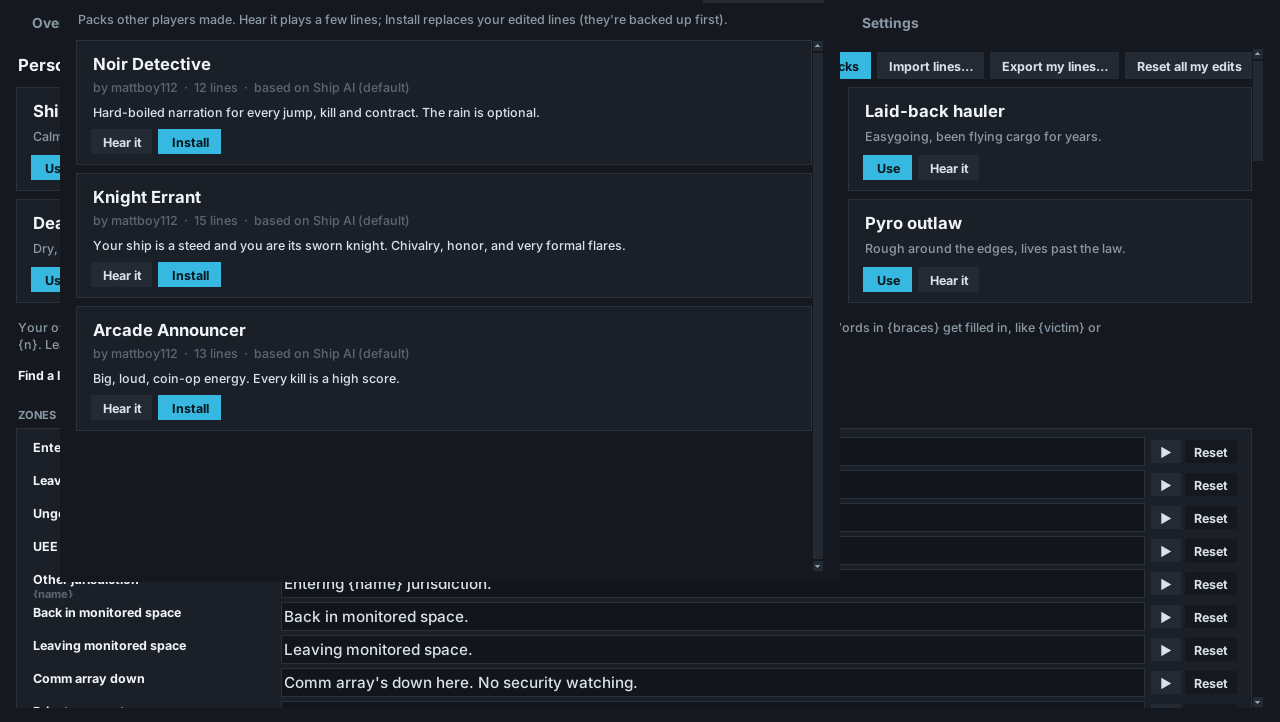 Packs other players made. Hear it plays a few lines; Install replaces your edited lines (they're backed up first).
Settings
Import lines...
Export my lines...
Reset all my edits
Noir Detective
by mattboy112 · 12 lines · based on Ship AI (default)
Hard-boiled narration for every jump, kill and contract. The rain is optional.
Hear it
Install
Knight Errant
by mattboy112 · 15 lines · based on Ship AI (default)
Your ship is a steed and you are its sworn knight. Chivalry, honor, and very formal flares.
Hear it
Install
Arcade Announcer
by mattboy112 · 13 lines · based on Ship AI (default)
Big, loud, coin-op energy. Every kill is a high score.
Hear it
Install
Laid-back hauler
Easygoing, been flying cargo for years.
Use
Hear it
Pyro outlaw
Rough around the edges, lives past the law.
Use
Hear it
Your
in {braces} get filled in, like {victim} or
{n}.
Find a
ZONES
Reset
Reset
Reset
UEE
Reset
Other jurisdiction
{name}
Entering {name} jurisdiction.
Reset
Back in monitored space
Back in monitored space.
Reset
Leaving monitored space
Leaving monitored space.
Reset
Comm array down
Comm array's down here. No security watching.
Reset